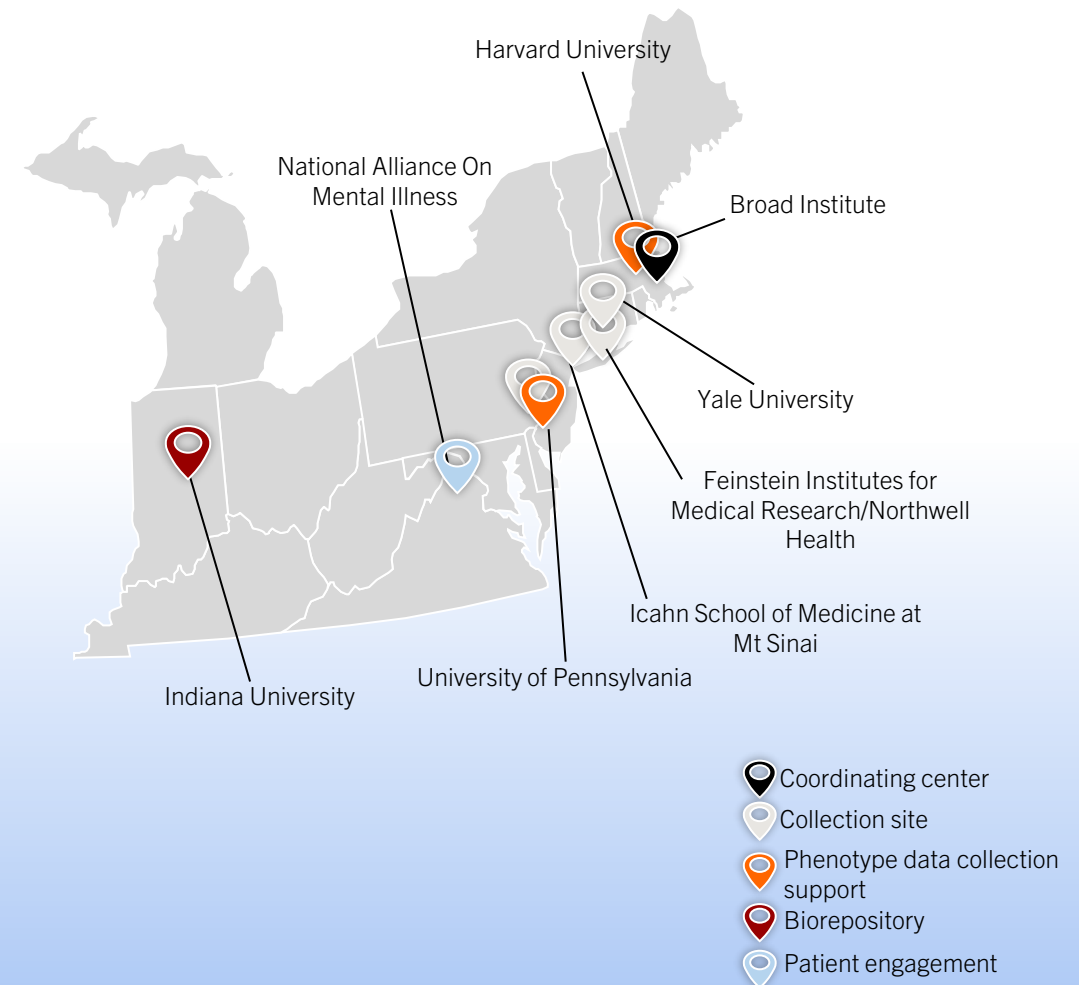 Harvard University
National Alliance On
Mental Illness
Broad Institute
Yale University
Feinstein Institutes for
Medical Research/Northwell
Health
Icahn School of Medicine at
Mt Sinai
University of Pennsylvania
Indiana University
Coordinating center
Collection site
Phenotype data collection
support
Biorepository
Patient engagement